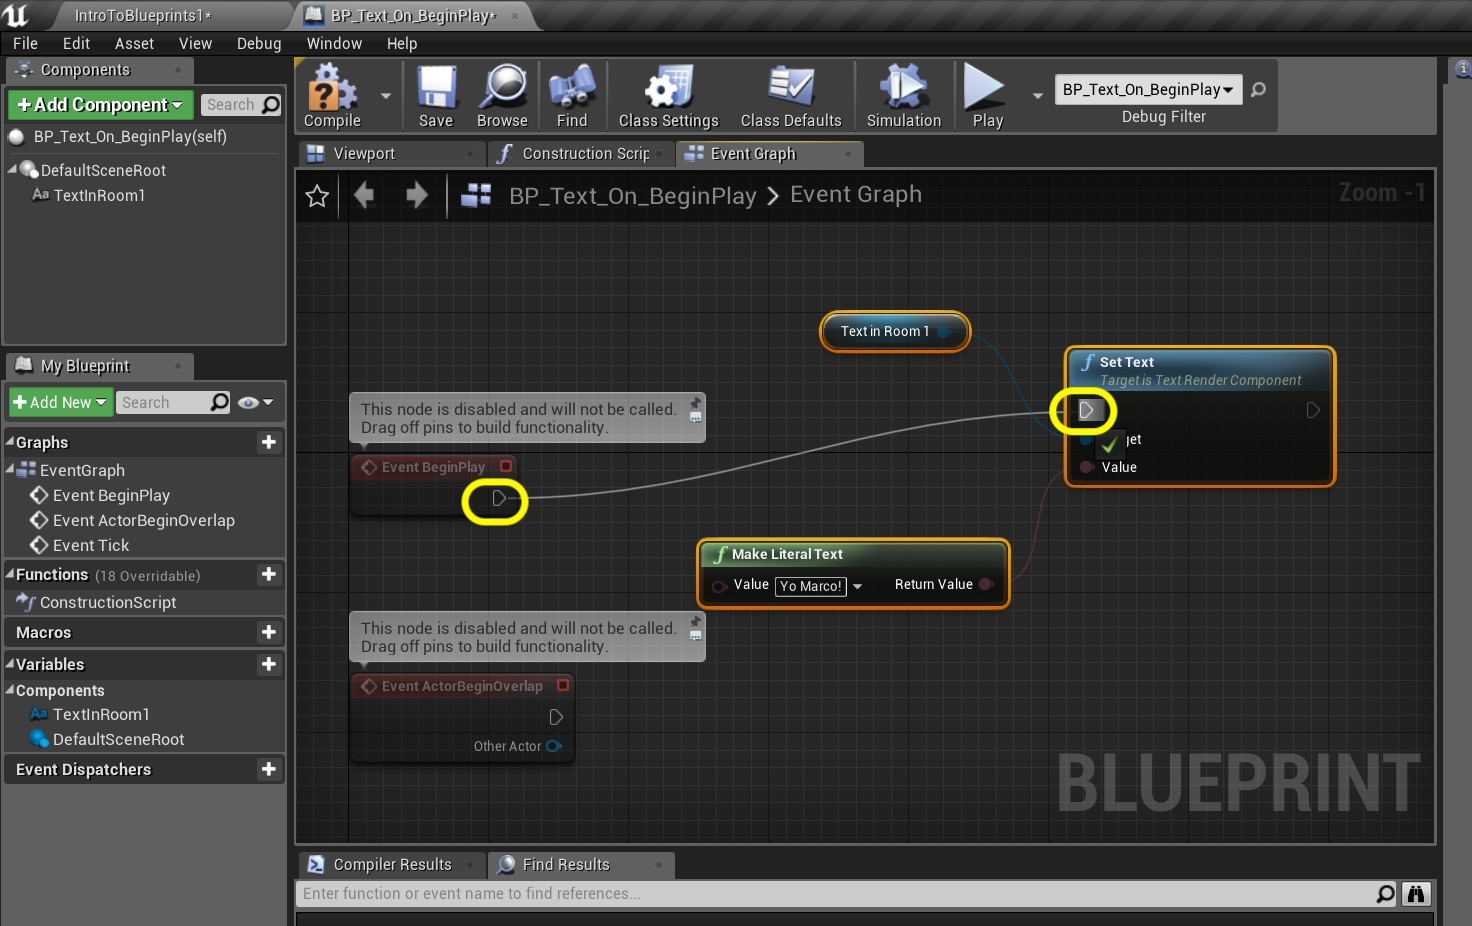 IntroToBlueprints1*
BP_Text_On_BeginPlay*
File Edit Asset View Debug Window Help
Components
+Add Component
Search
BP_Text_On_BeginPlay(self)
DefaultSceneRoot
Aa TextInRoom1
My Blueprint
+Add New
Search
Graphs
EventGraph
Event BeginPlay
Event ActorBeginOverlap
Event Tick
Functions (18 Overridable)
ConstructionScript
Macros
Variables
Components
Aa TextInRoom1
DefaultSceneRoot
Event Dispatchers
Compile
Save
Browse
Find
Class Settings
Class Defaults
Simulation
Play
BP_Text_On_BeginPlay
Debug Filter
Viewport
Construction Scrip
Event Graph
BP_Text_On_BeginPlay > Event Graph
Zoom -1
Text in Room 1
Set Text
Target is Text Render Component
get
Value
This node is disabled and will not be called.
Drag off pins to build functionality.
Event BeginPlay
Make Literal Text
Value Yo Marco! Return Value
This node is disabled and will not be called.
Drag off pins to build functionality.
Event ActorBeginOverlap
Other Actor
BLUEPRINT
Compiler Results
Find Results
Enter function or event name to find references...